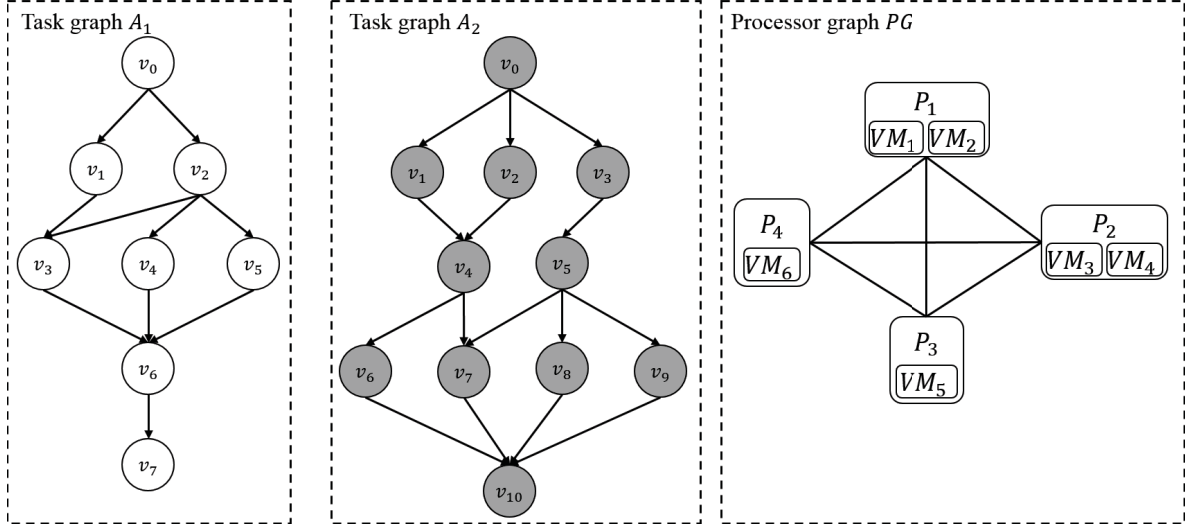 Task graph A₁
v₀
v₁ v₂
v₃ v₄ v₅
v₆
v₇
Task graph A₂
v₀
v₁ v₂ v₃
v₄ v₅
v₆ v₇ v₈ v₉
v₁₀
Processor graph PG
P₁
VM₁ VM₂
P₄
VM₆
P₂
VM₃ VM₄
P₃
VM₅